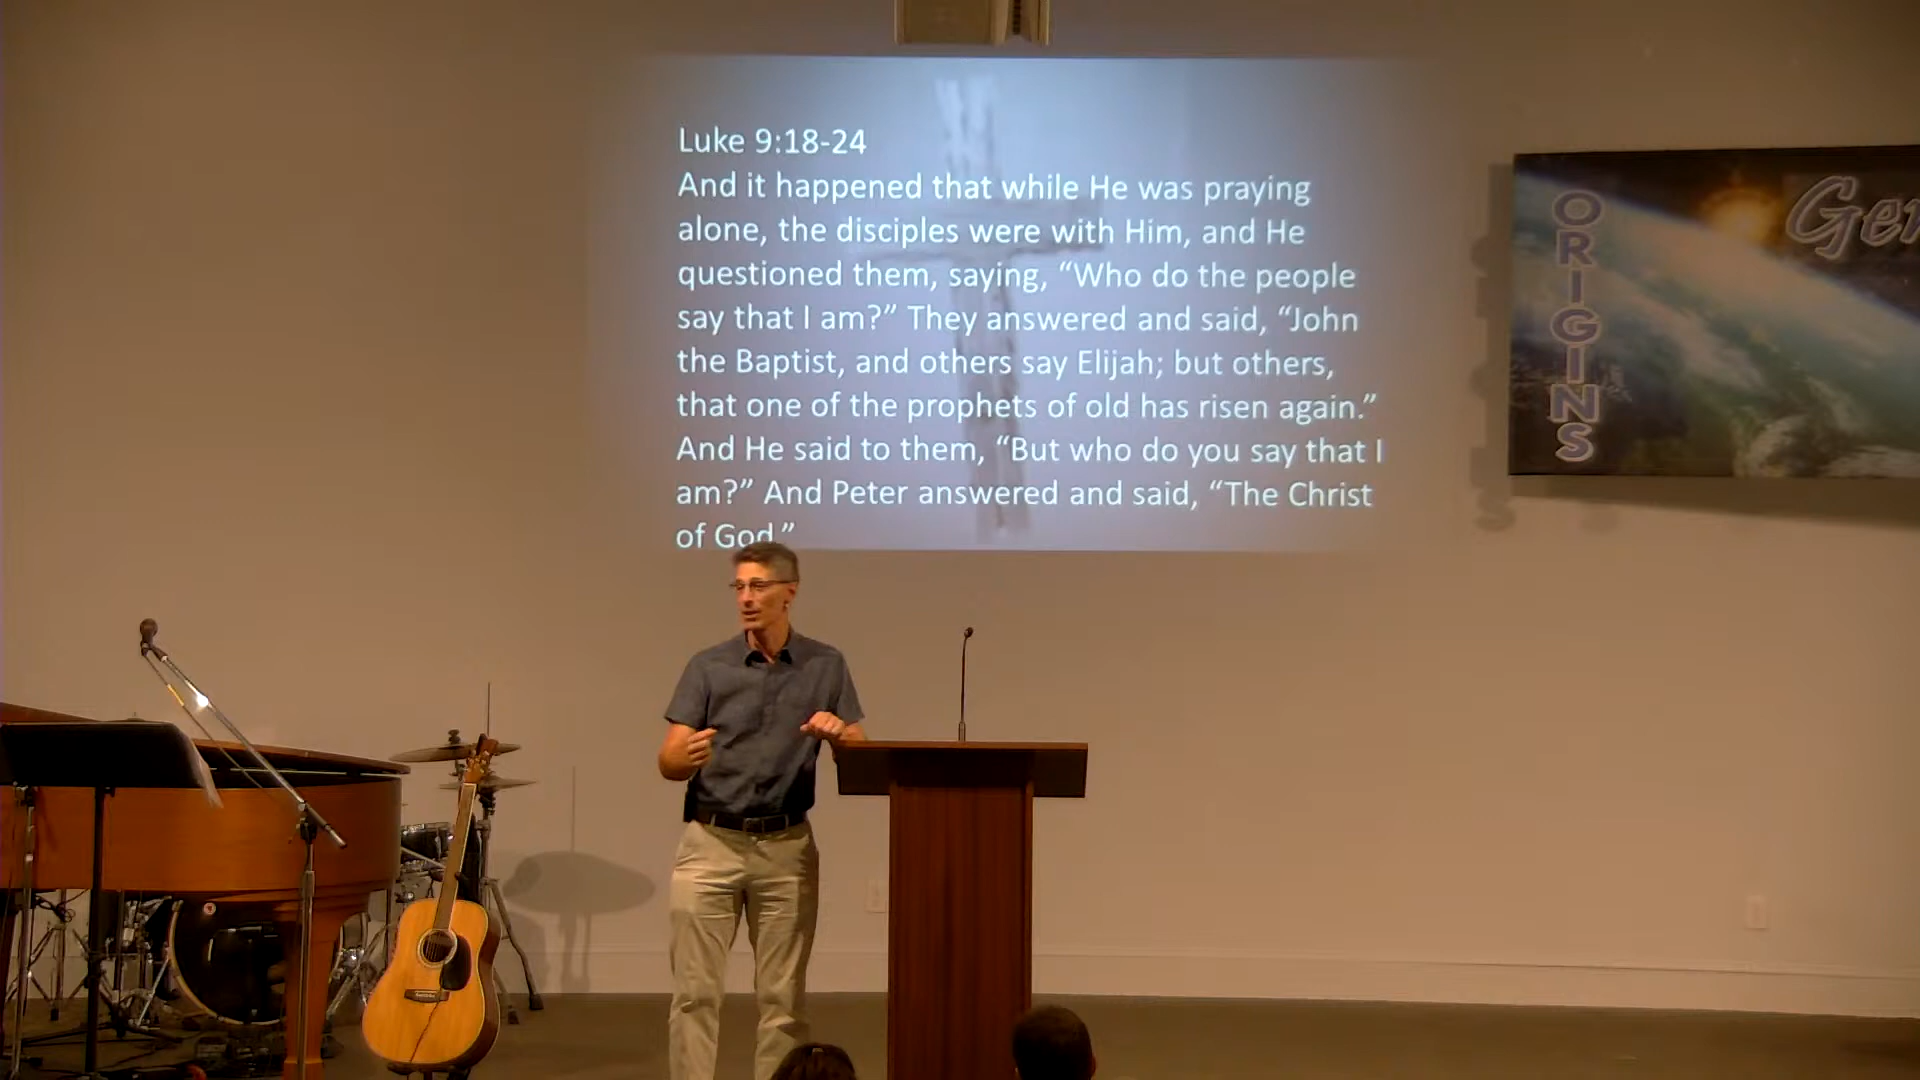 Luke 9:18-24
And it happened that while He was praying
alone, the disciples were with Him, and He
questioned them, saying, “Who do the people
say that I am?” They answered and said, “John
the Baptist, and others say Elijah; but others,
that one of the prophets of old has risen again.”
And He said to them, “But who do you say that I
am?” And Peter answered and said, “The Christ
of God.”
ORIGINS